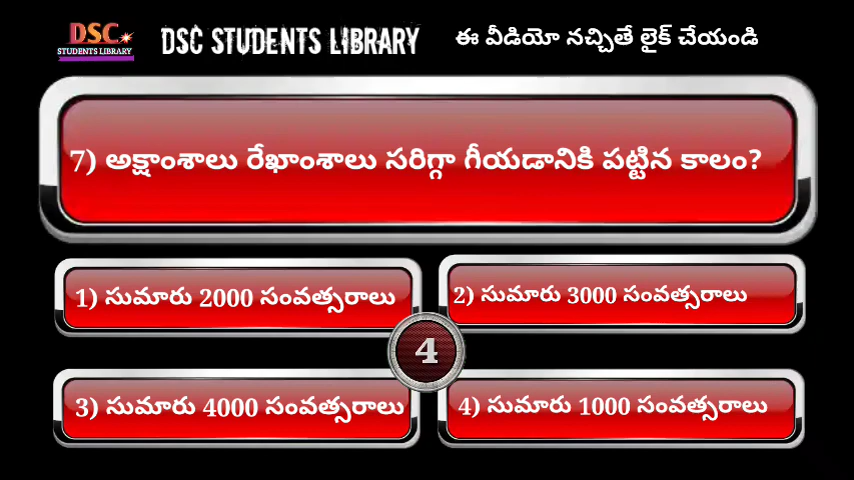 DSC
STUDENTS LIBRARY
DSC STUDENTS LIBRARY
ఈ వీడియో నచ్చితే లైక్ చేయండి
7) అక్షాంశాలు రేఖాంశాలు సరిగ్గా గీయడానికి పట్టిన కాలం?
1) సుమారు 2000 సంవత్సరాలు
2) సుమారు 3000 సంవత్సరాలు
4
3) సుమారు 4000 సంవత్సరాలు
4) సుమారు 1000 సంవత్సరాలు